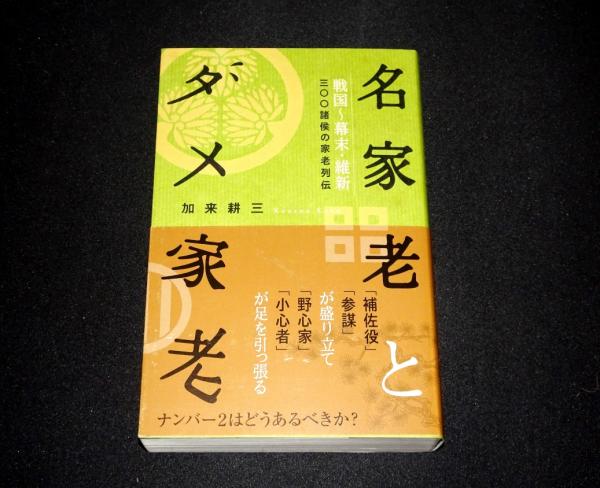 名家老と
ダメ家老
戦国～幕末・維新
三〇〇諸侯の家老列伝
加来耕三
「補佐役」
「参謀」
が盛り立て
「野心家」
「小心者」
が足を引っ張る
ナンバー2はどうあるべきか?